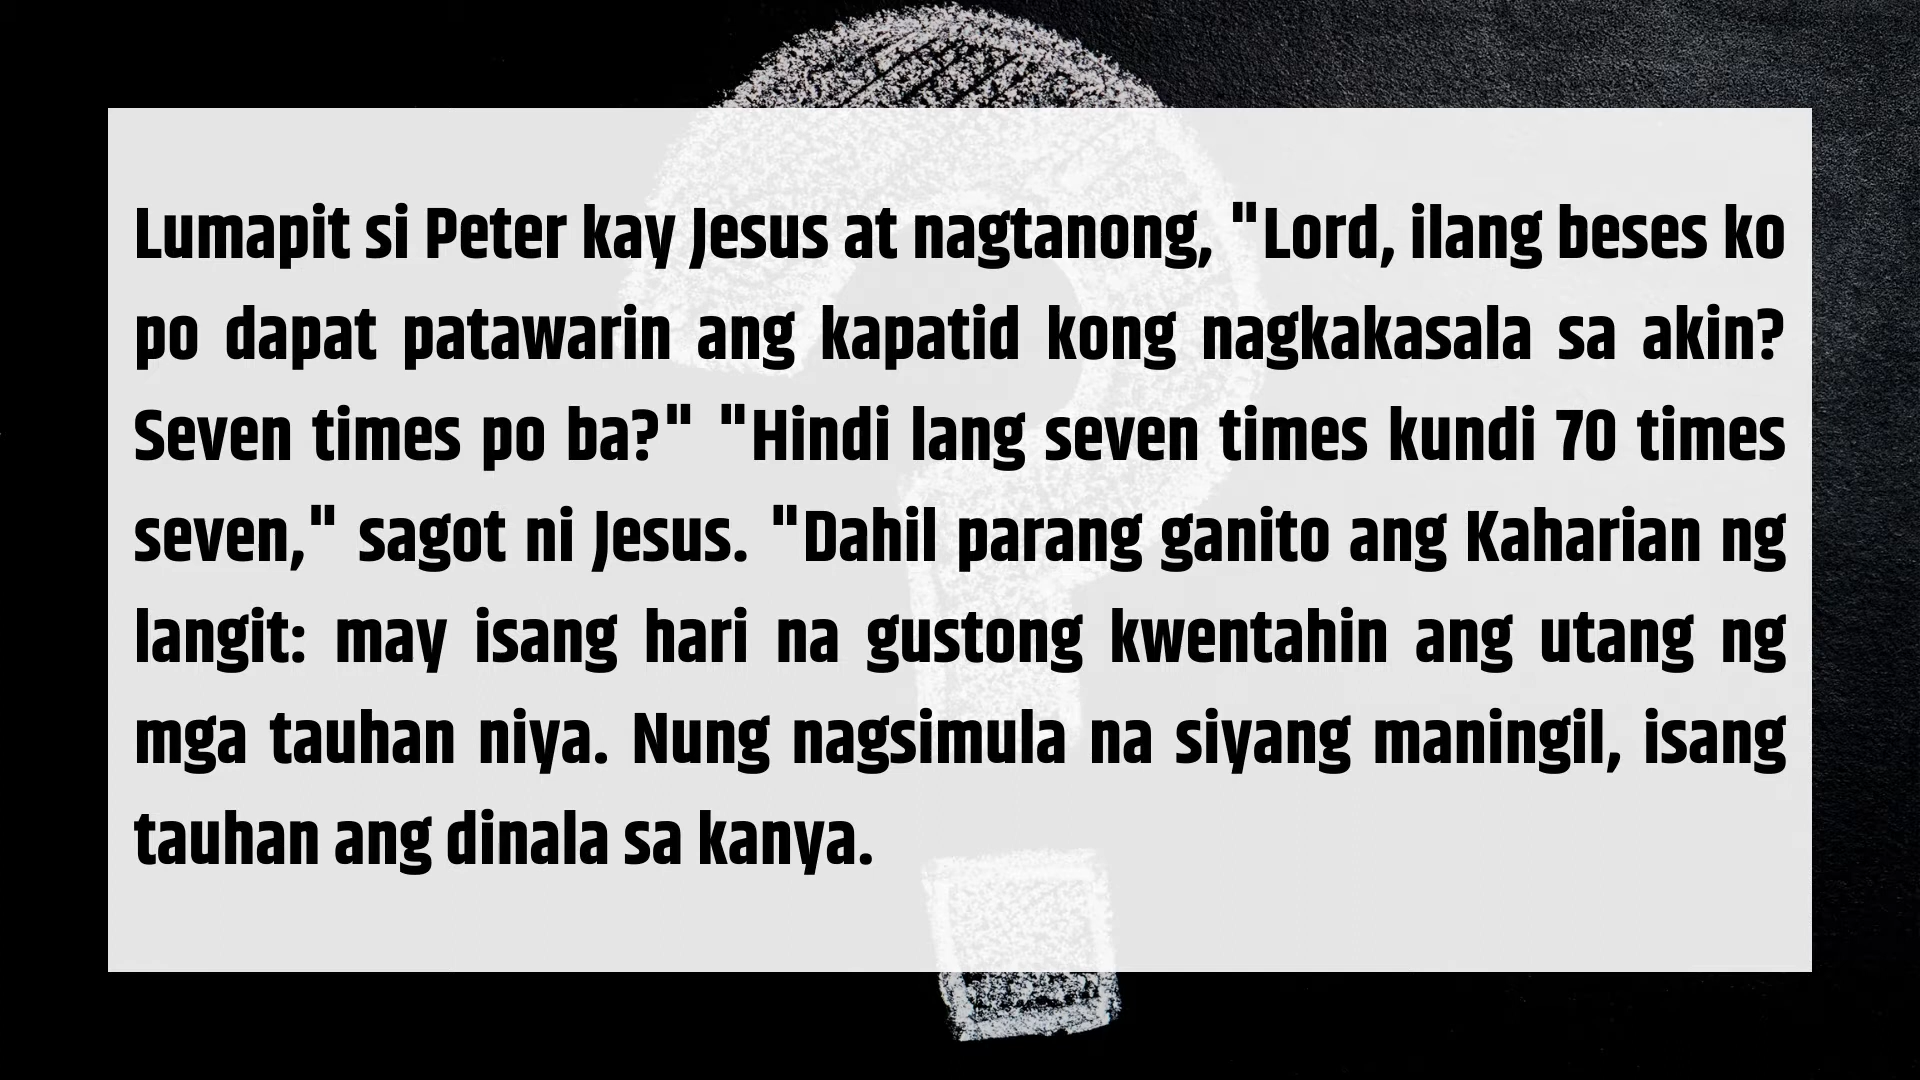 Lumapit si Peter kay Jesus at nagtanong, "Lord, ilang beses ko
po dapat patawarin ang kapatid kong nagkakasala sa akin?
Seven times po ba?" "Hindi lang seven times kundi 70 times
seven," sagot ni Jesus. "Dahil parang ganito ang Kaharian ng
langit: may isang hari na gustong kwentahin ang utang ng
mga tauhan niya. Nung nagsimula na siyang maningil, isang
tauhan ang dinala sa kanya.